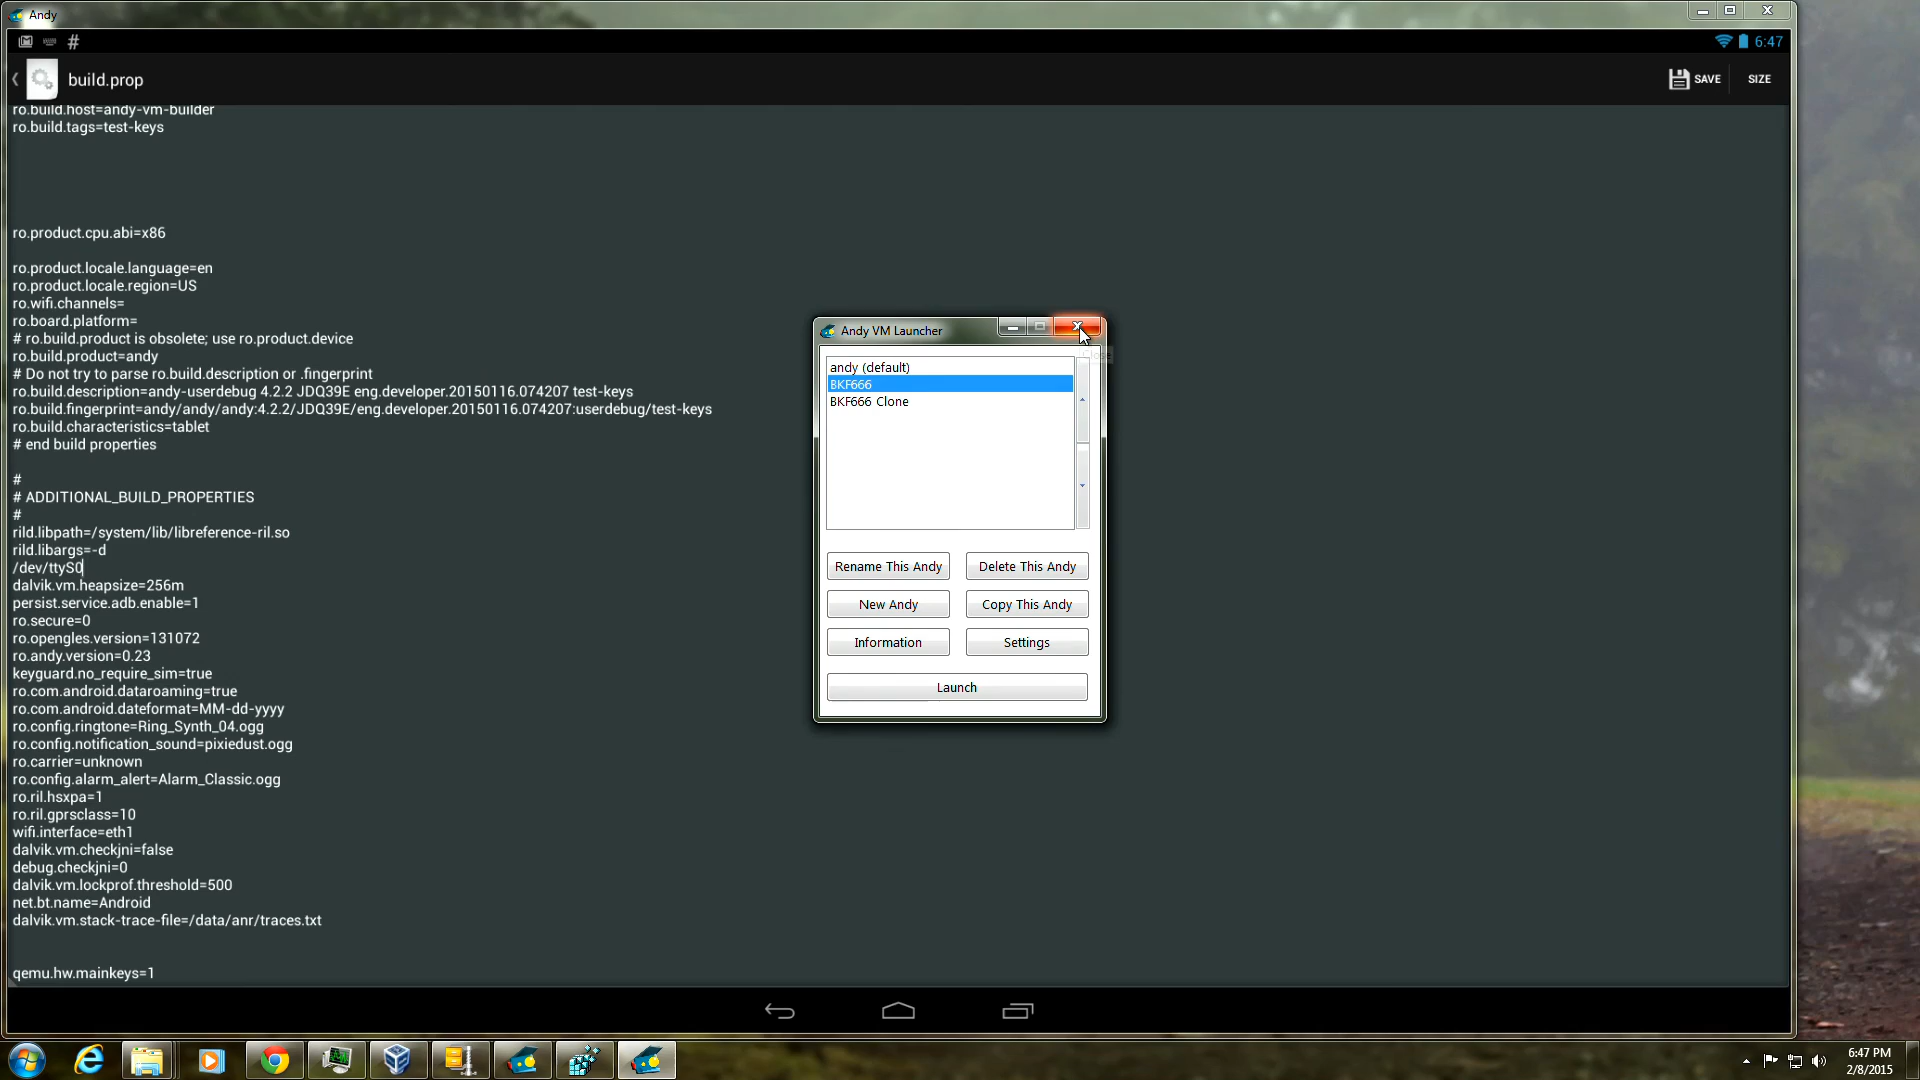 Andy
#
6:47
build.prop
SAVE
SIZE
ro.build.host=andy-vm-builder
ro.build.tags=test-keys
ro.product.cpu.abi=x86
ro.product.locale.language=en
ro.product.locale.region=US
ro.wifi.channels=
ro.board.platform=
# ro.build.product is obsolete; use ro.product.device
ro.build.product=andy
# Do not try to parse ro.build.description or .fingerprint
ro.build.description=andy-userdebug 4.2.2 JDQ39E eng.developer.20150116.074207 test-keys
ro.build.fingerprint=andy/andy/andy:4.2.2/JDQ39E/eng.developer.20150116.074207:userdebug/test-keys
ro.build.characteristics=tablet
# end build properties
#
# ADDITIONAL_BUILD_PROPERTIES
#
rild.libpath=/system/lib/libreference-ril.so
rild.libargs=-d
/dev/ttyS0
dalvik.vm.heapsize=256m
persist.service.adb.enable=1
ro.secure=0
ro.opengles.version=131072
ro.andy.version=0.23
keyguard.no_require_sim=true
ro.com.android.dataroaming=true
ro.com.android.dateformat=MM-dd-yyyy
ro.config.ringtone=Ring_Synth_04.ogg
ro.config.notification_sound=pixiedust.ogg
ro.carrier=unknown
ro.config.alarm_alert=Alarm_Classic.ogg
ro.ril.hsxpa=1
ro.ril.gprsclass=10
wifi.interface=eth1
dalvik.vm.checkjni=false
debug.checkjni=0
dalvik.vm.lockprof.threshold=500
net.bt.name=Android
dalvik.vm.stack-trace-file=/data/anr/traces.txt
qemu.hw.mainkeys=1
Andy VM Launcher
Close
andy (default)
BKF666
BKF666 Clone
Rename This Andy
Delete This Andy
New Andy
Copy This Andy
Information
Settings
Launch
6:47 PM
2/8/2015